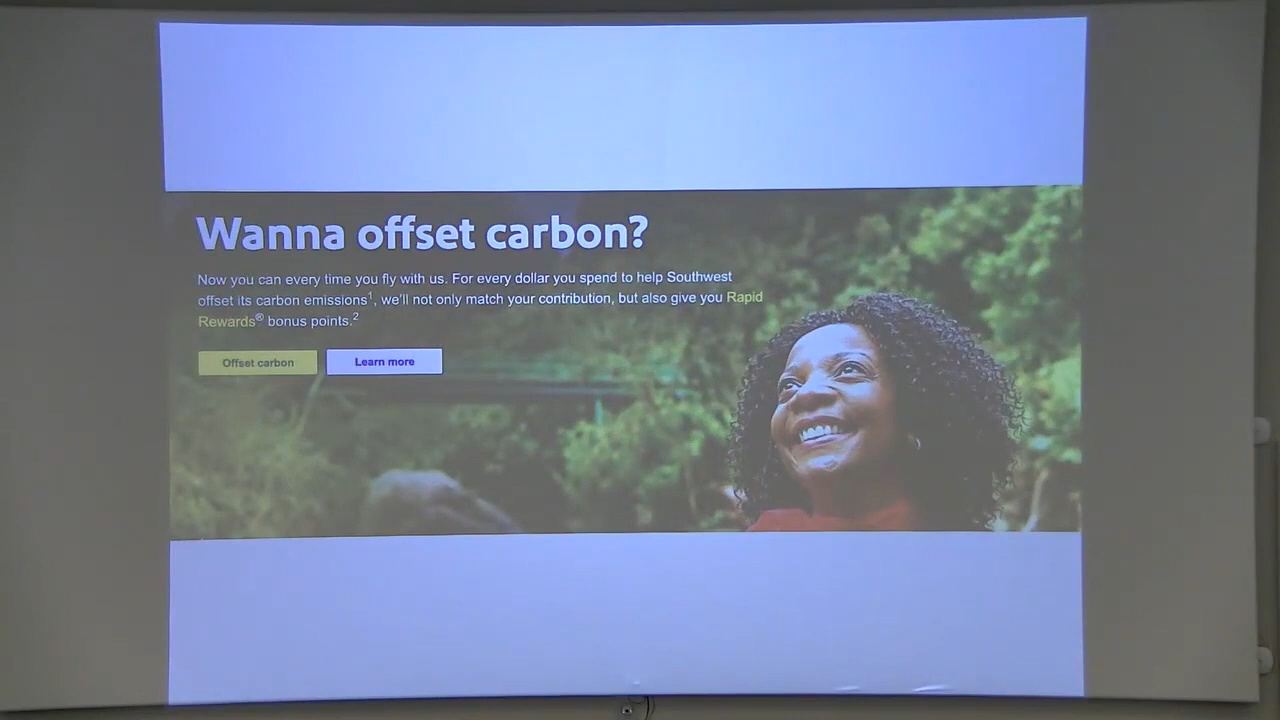 Wanna offset carbon?
Now you can every time you fly with us. For every dollar you spend to help Southwest
offset its carbon emissions¹, we'll not only match your contribution, but also give you Rapid
Rewards® bonus points.²
Offset carbon
Learn more